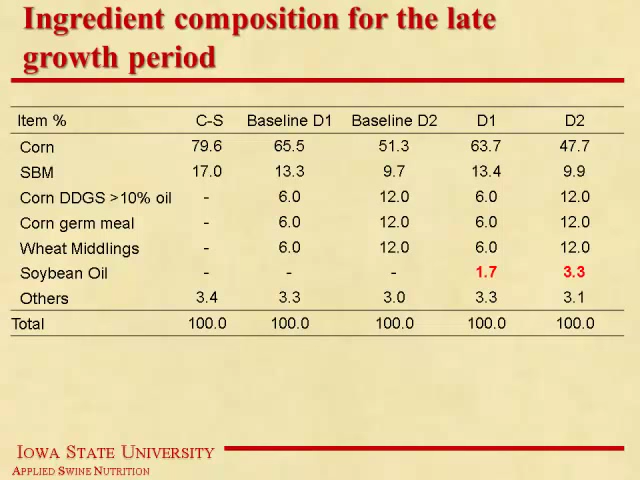 Ingredient composition for the late
growth period
Item % C-S Baseline D1 Baseline D2 D1 D2
Corn 79.6 65.5 51.3 63.7 47.7
SBM 17.0 13.3 9.7 13.4 9.9
Corn DDGS >10% oil - 6.0 12.0 6.0 12.0
Corn germ meal - 6.0 12.0 6.0 12.0
Wheat Middlings - 6.0 12.0 6.0 12.0
Soybean Oil - - - 1.7 3.3
Others 3.4 3.3 3.0 3.3 3.1
Total 100.0 100.0 100.0 100.0 100.0
IOWA STATE UNIVERSITY
APPLIED SWINE NUTRITION